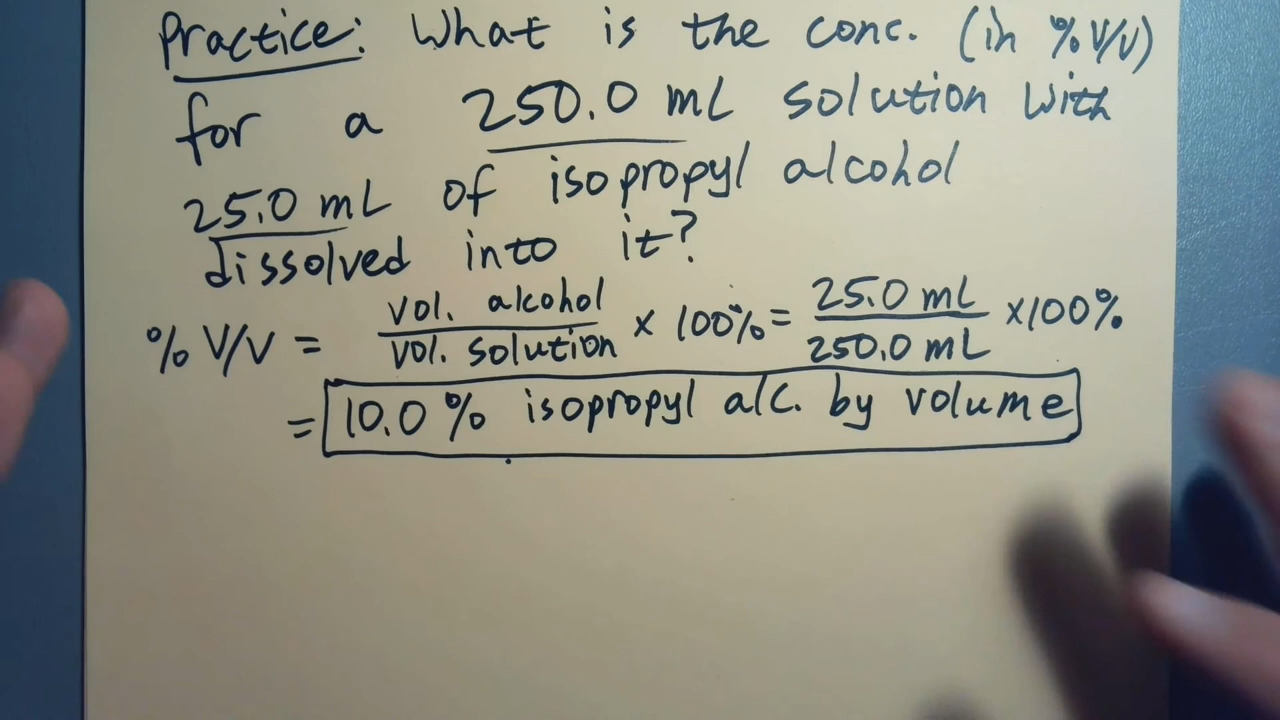 Practice: What is the conc. (in % V/V)
for a 250.0 mL solution with
25.0 mL of isopropyl alcohol
dissolved into it?
% V/V = vol. alcohol / vol. solution x 100% = 25.0 mL / 250.0 mL x100%
= 10.0 % isopropyl alc. by volume